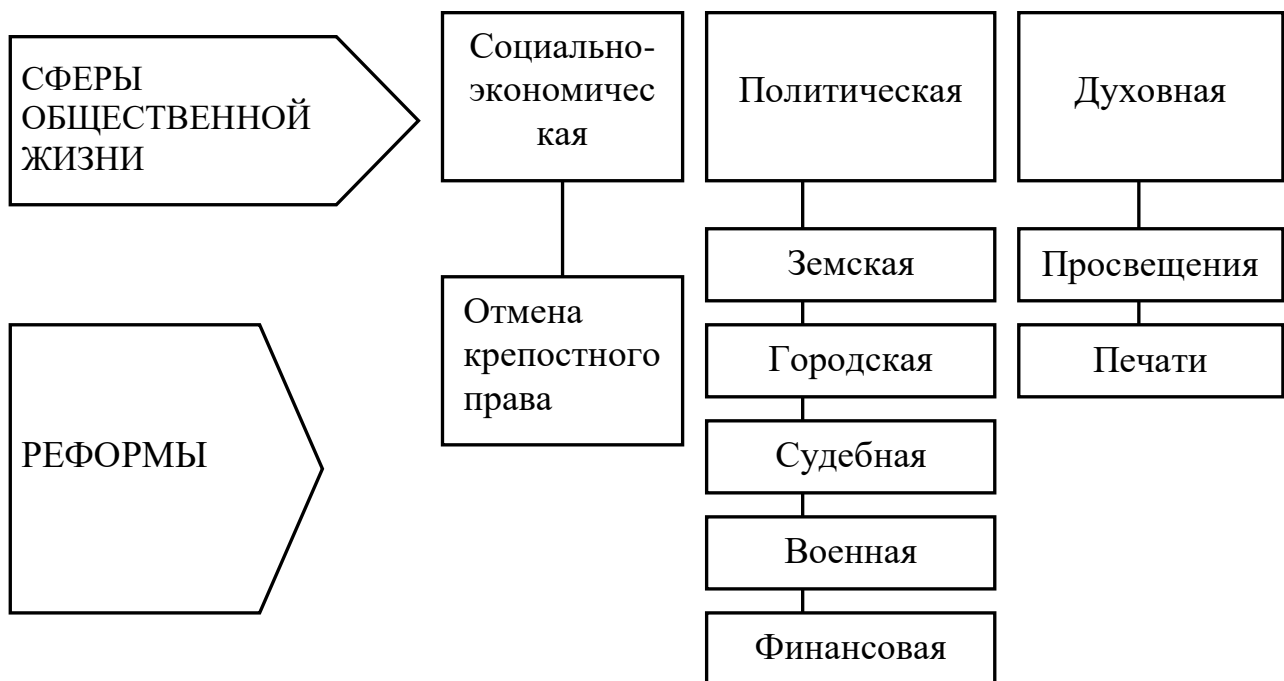 СФЕРЫ
ОБЩЕСТВЕННОЙ
ЖИЗНИ
Социально-
экономичес
кая
Политическая
Духовная
РЕФОРМЫ
Отмена
крепостного
права
Земская
Городская
Судебная
Военная
Финансовая
Просвещения
Печати